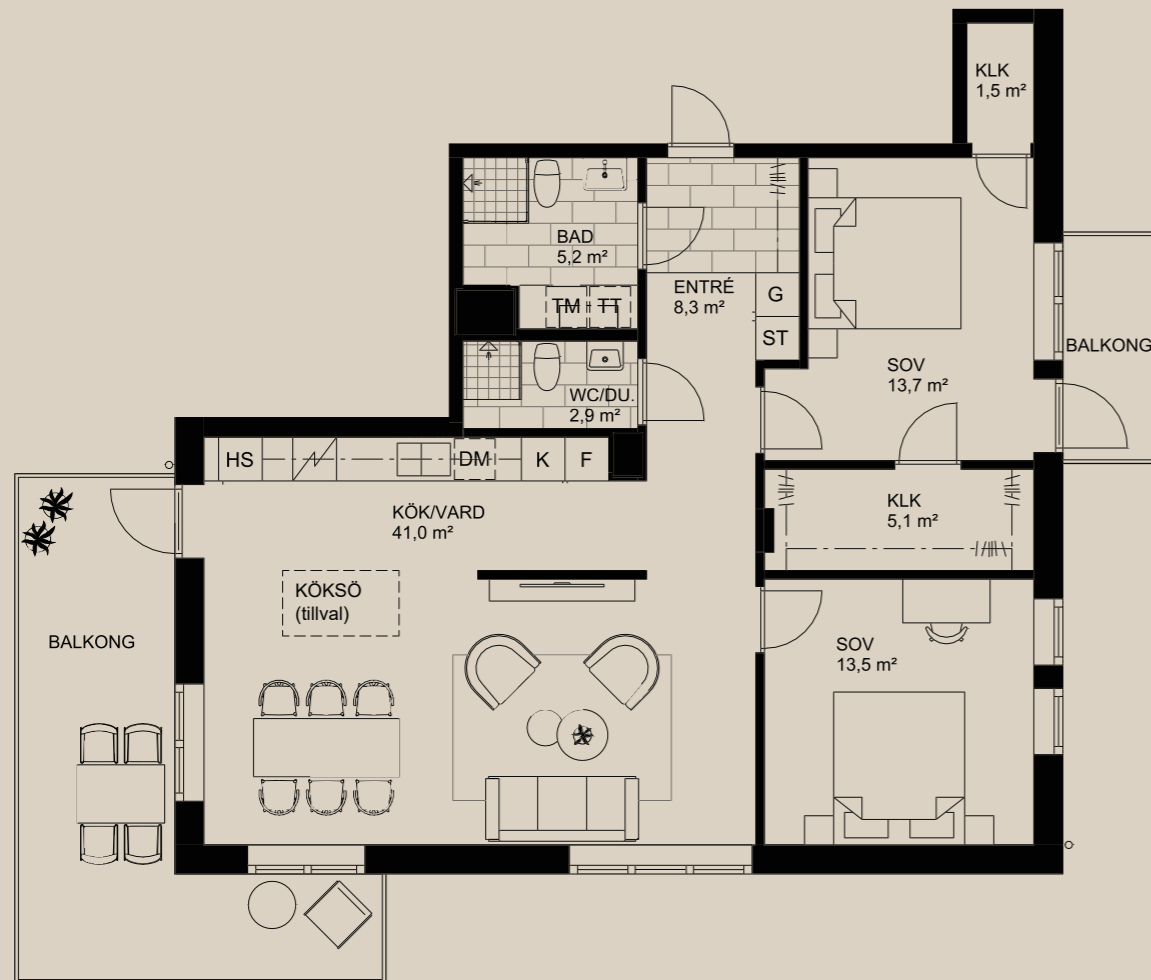 KLK
1,5 m²
BAD
5,2 m²
TM
TT
ENTRÉ
8,3 m²
G
ST
SOV
13,7 m²
BALKONG
WC/DU.
2,9 m²
HS
DM
K
F
KÖK/VARD
41,0 m²
KLK
5,1 m²
KÖKSÖ
(tillval)
BALKONG
SOV
13,5 m²